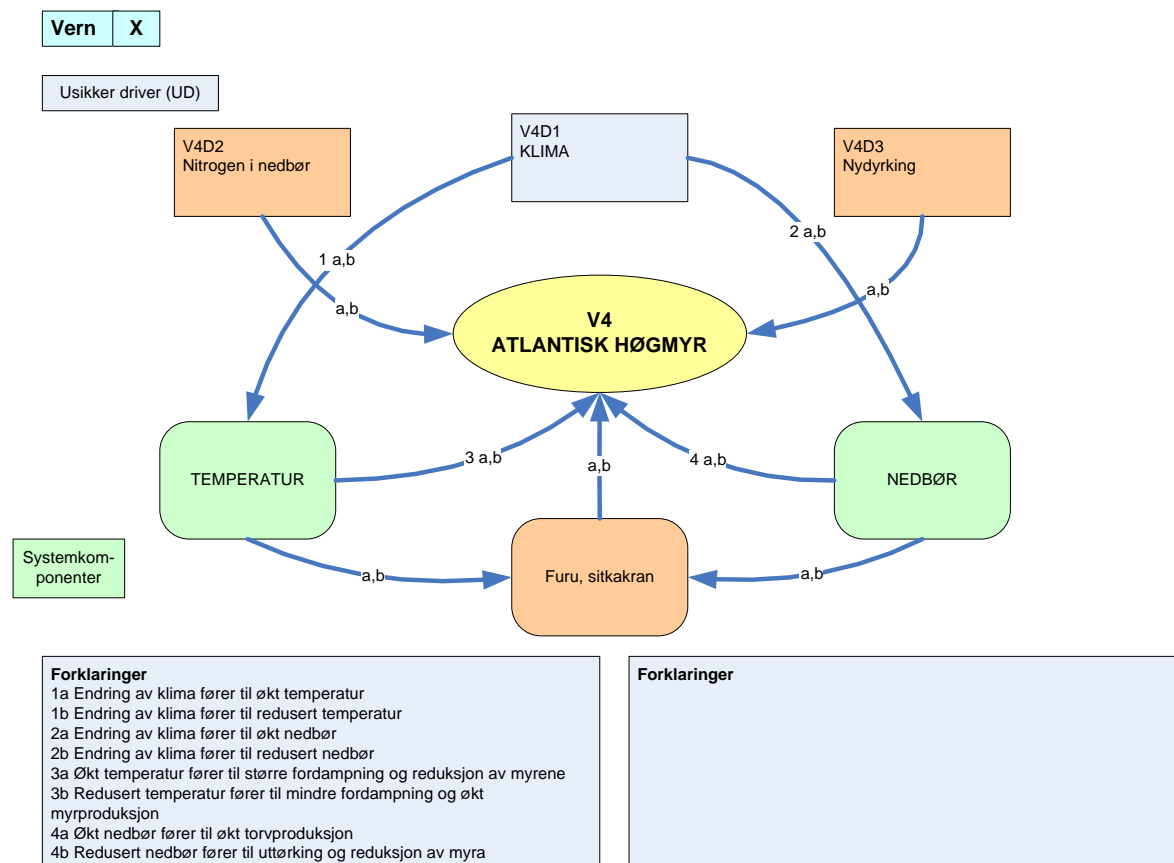 Vern X
Usikker driver (UD)
V4D2
Nitrogen i nedbør
V4D1
KLIMA
V4D3
Nydyrking
1 a,b
2 a,b
a,b
a,b
V4
ATLANTISK HØGMYR
TEMPERATUR
3 a,b
a,b
4 a,b
NEDBØR
Systemkom-
ponenter
a,b
Furu, sitkakran
a,b
Forklaringer
1a Endring av klima fører til økt temperatur
1b Endring av klima fører til redusert temperatur
2a Endring av klima fører til økt nedbør
2b Endring av klima fører til redusert nedbør
3a Økt temperatur fører til større fordampning og reduksjon av myrene
3b Redusert temperatur fører til mindre fordampning og økt
myrproduksjon
4a Økt nedbør fører til økt torvproduksjon
4b Redusert nedbør fører til uttørking og reduksjon av myra
Forklaringer